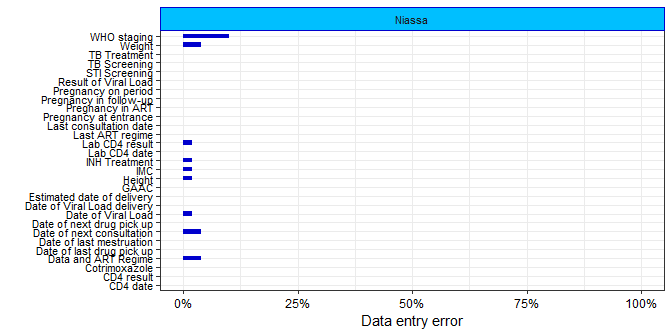 Niassa
WHO staging
Weight
TB Treatment
TB Screening
STI Screening
Result of Viral Load
Pregnancy on period
Pregnancy in follow-up
Pregnancy in ART
Pregnancy at entrance
Last consultation date
Last ART regime
Lab CD4 result
Lab CD4 date
INH Treatment
IMC
Height
GAAC
Estimated date of delivery
Date of Viral Load delivery
Date of Viral Load
Date of next drug pick up
Date of next consultation
Date of last mestruation
Date of last drug pick up
Data and ART Regime
Cotrimoxazole
CD4 result
CD4 date
0% 25% 50% 75% 100%
Data entry error